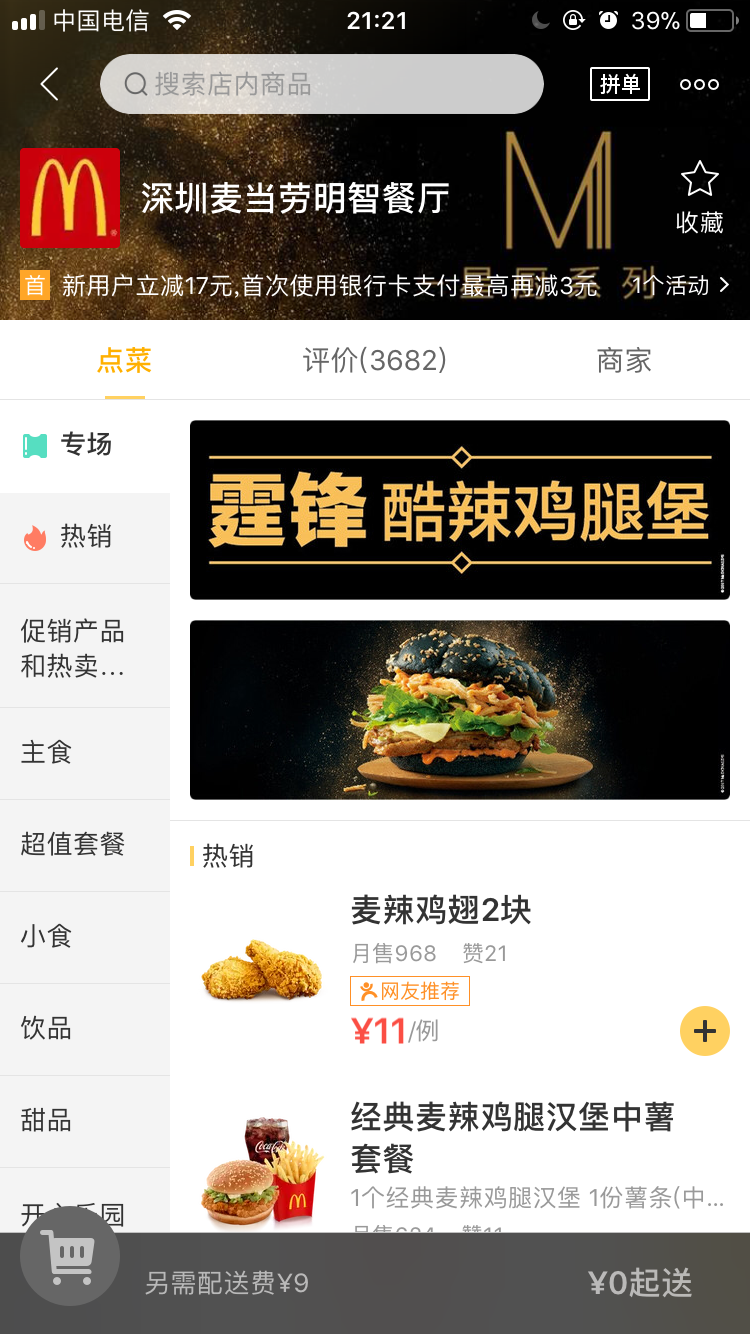 中国电信
21:21
39%
搜索店内商品
拼单
深圳麦当劳明智餐厅
收藏
星厨系列
首 新用户立减17元,首次使用银行卡支付最高再减3元 1个活动
点菜
评价(3682)
商家
专场
热销
促销产品
和热卖...
主食
超值套餐
小食
饮品
甜品
开心乐园
霆锋 酷辣鸡腿堡
热销
麦辣鸡翅2块
月售968 赞21
网友推荐
¥11/例
经典麦辣鸡腿汉堡中薯
套餐
1个经典麦辣鸡腿汉堡 1份薯条(中...
Coca-Cola
另需配送费¥9
¥0起送